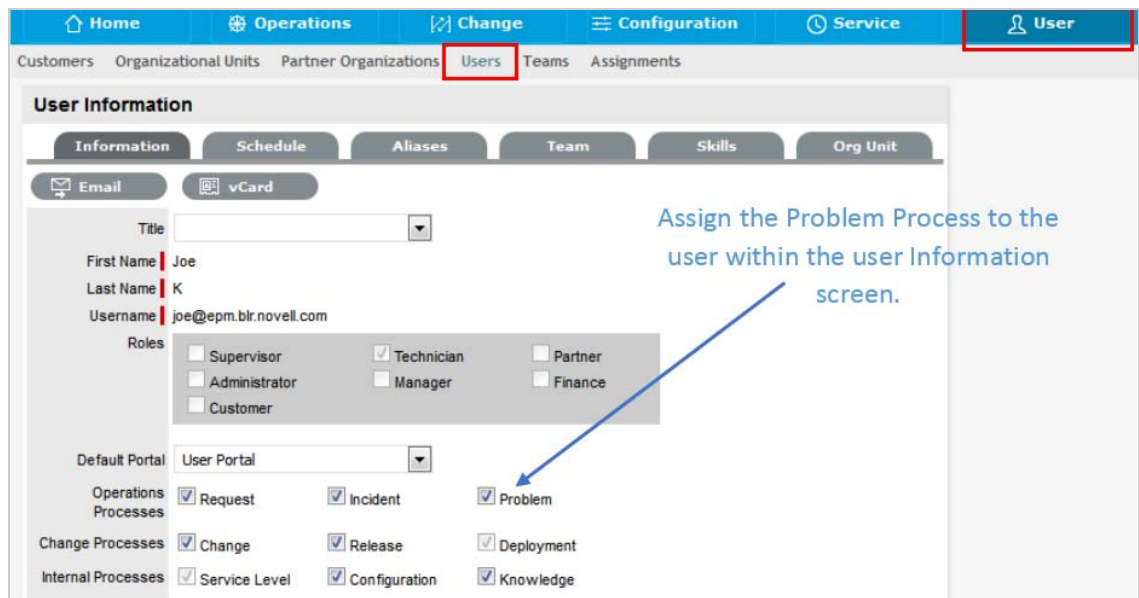 Home Operations Change Configuration Service User
Customers Organizational Units Partner Organizations Users Teams Assignments
User Information
Information Schedule Aliases Team Skills Org Unit
Email vCard
Title
Assign the Problem Process to the
user within the user Information
screen.
First Name Joe
Last Name K
Username joe@epm.blr.novell.com
Roles
Supervisor Technician Partner
Administrator Manager Finance
Customer
Default Portal User Portal
Operations
Processes
Request Incident Problem
Change Processes Change Release Deployment
Internal Processes Service Level Configuration Knowledge